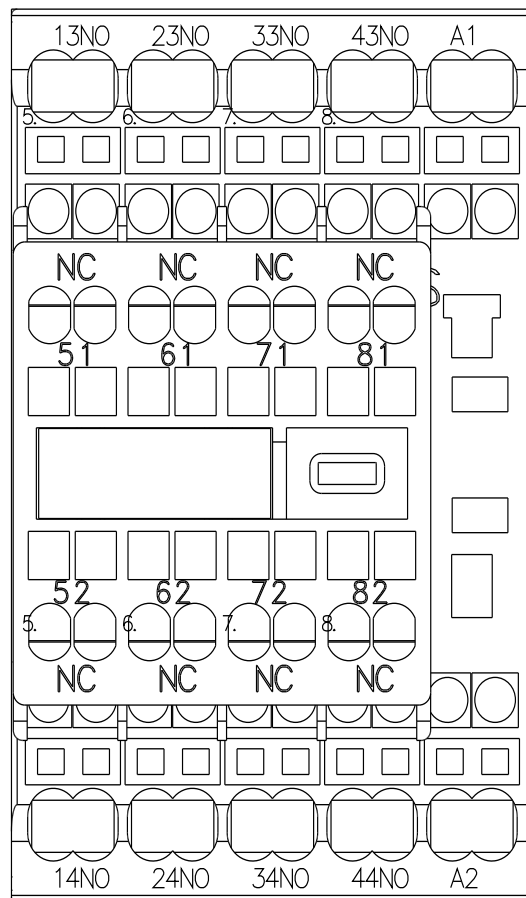 13NO 23NO 33NO 43NO A1
5. 6. 7. 8.
NC NC NC NC
51 61 71 81
52 62 72 82
5. 6. 7. 8.
NC NC NC NC
14NO 24NO 34NO 44NO A2